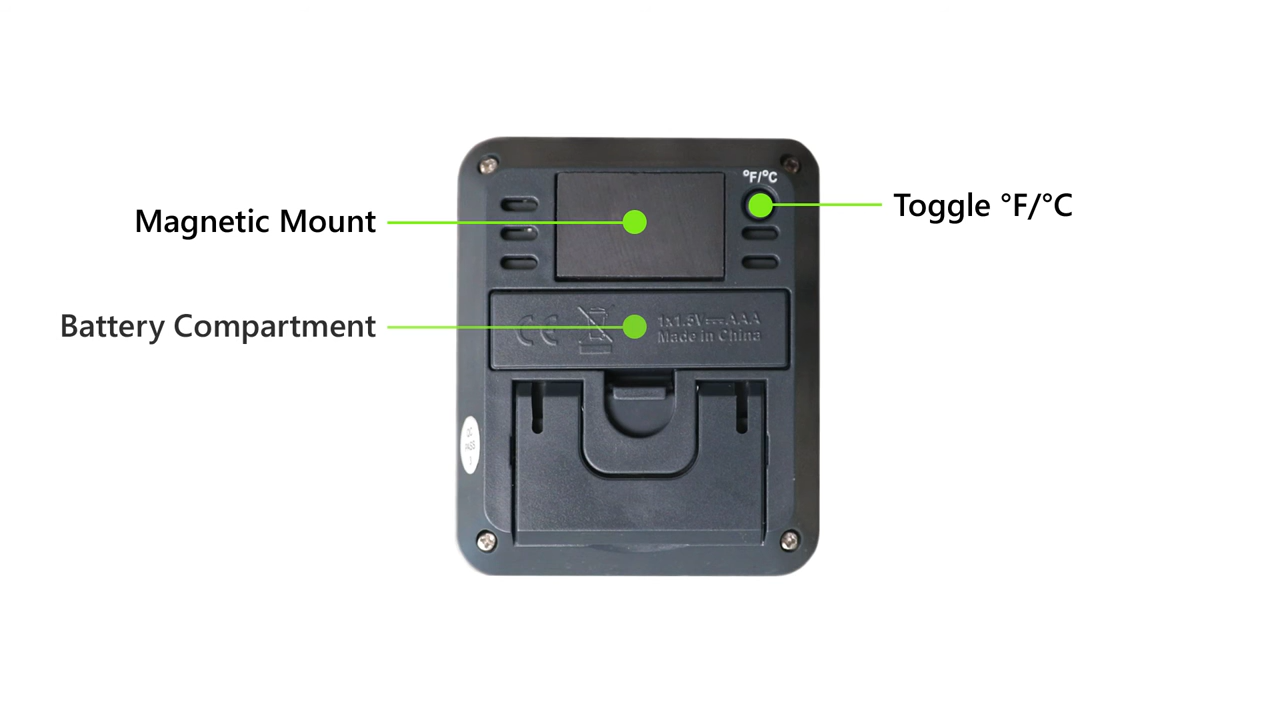 °F/°C
Toggle °F/°C
Magnetic Mount
Battery Compartment
CE
1x1.5V AAA
Made in China